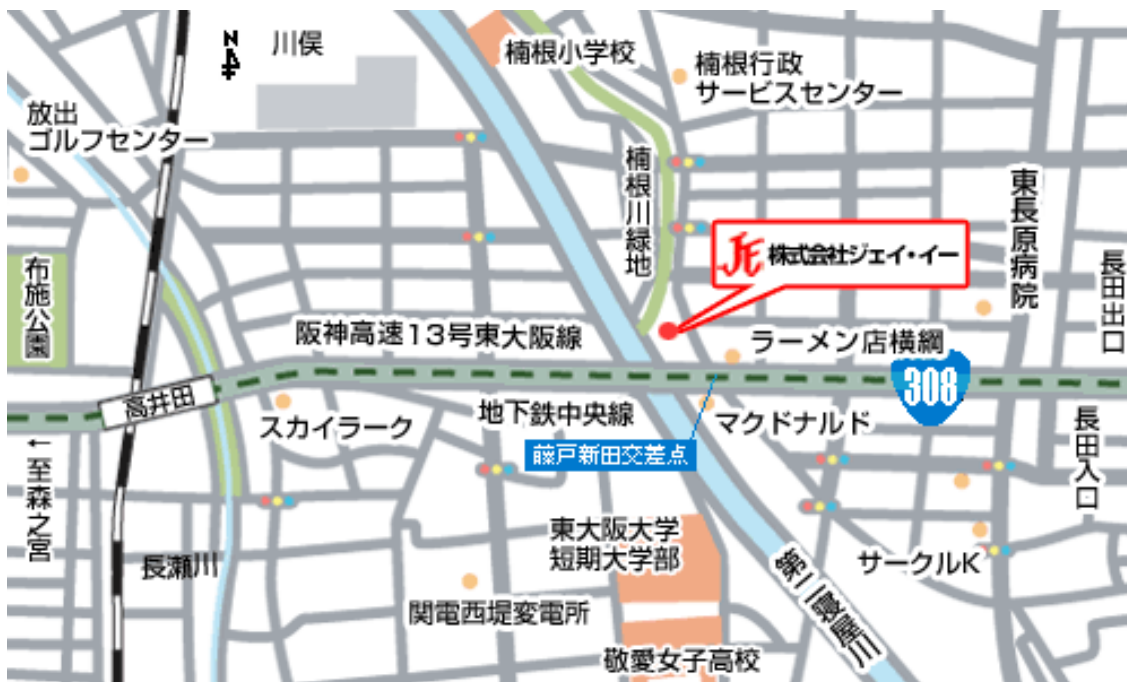 N
川俣
楠根小学校
楠根行政
サービスセンター
放出
ゴルフセンター
楠根川緑地
東長原病院
JE 株式会社ジェイ・イー
布施公園
長田出口
阪神高速13号東大阪線
ラーメン店横綱
308
高井田
スカイラーク
地下鉄中央線
マクドナルド
藤戸新田交差点
長田入口
←至森之宮
東大阪大学
短期大学部
長瀬川
サークルK
第二寝屋川
関電西堤変電所
敬愛女子高校